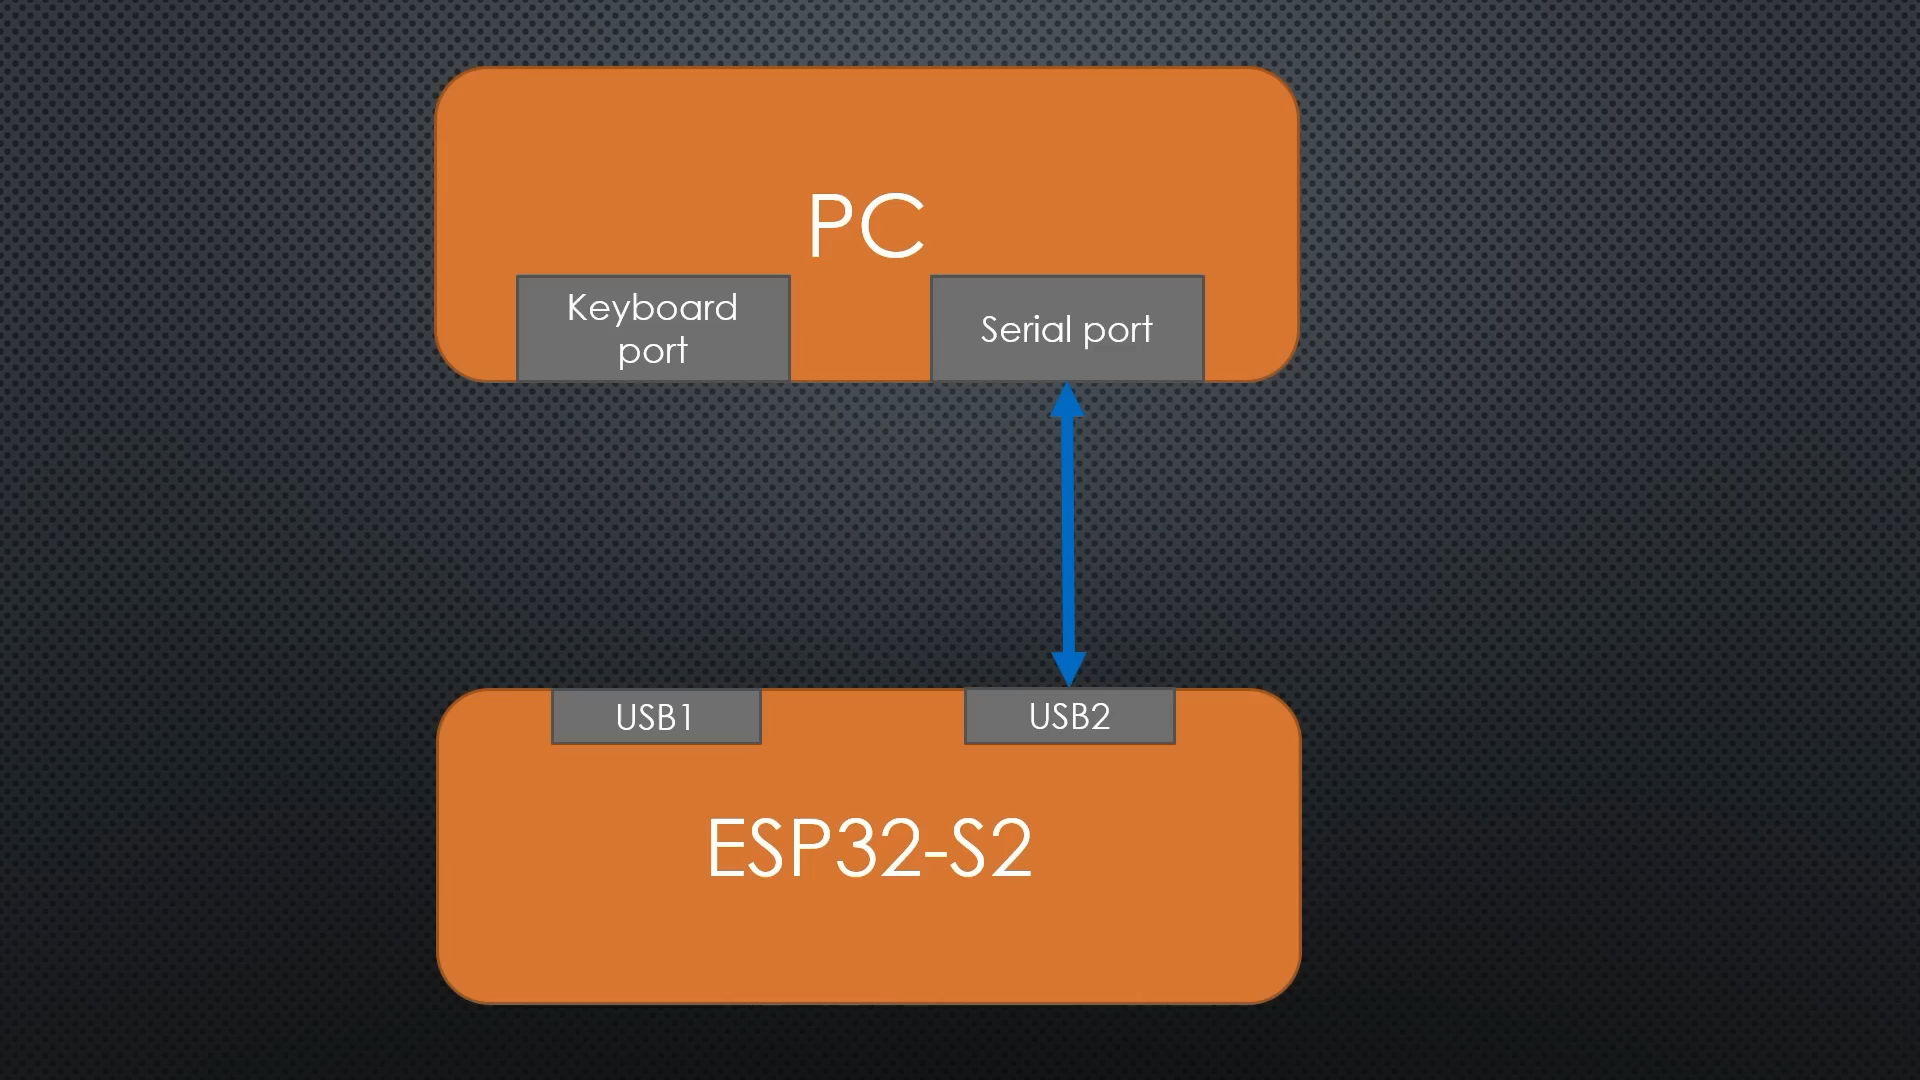 PC
Keyboard
port
Serial port
USB1
USB2
ESP32-S2